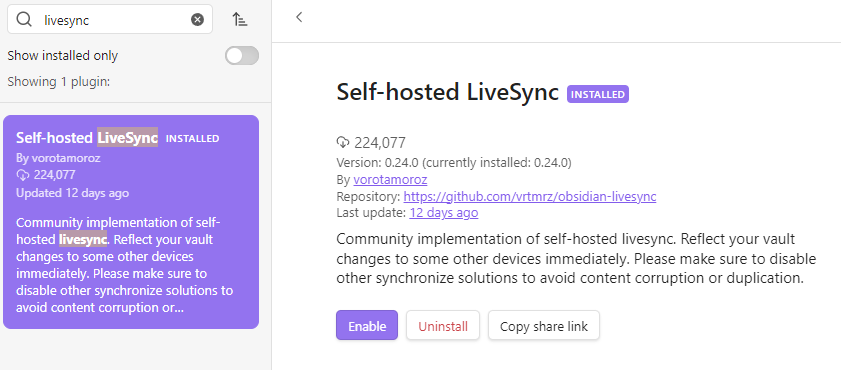 livesync
Show installed only
Showing 1 plugin:
Self-hosted LiveSync INSTALLED
By vorotamoroz
224,077
Updated 12 days ago
Community implementation of self-
hosted livesync. Reflect your vault
changes to some other devices
immediately. Please make sure to
disable other synchronize solutions to
avoid content corruption or...
Self-hosted LiveSync INSTALLED
224,077
Version: 0.24.0 (currently installed: 0.24.0)
By vorotamoroz
Repository: https://github.com/vrtmrz/obsidian-livesync
Last update: 12 days ago
Community implementation of self-hosted livesync. Reflect your vault
changes to some other devices immediately. Please make sure to disable
other synchronize solutions to avoid content corruption or duplication.
Enable Uninstall Copy share link